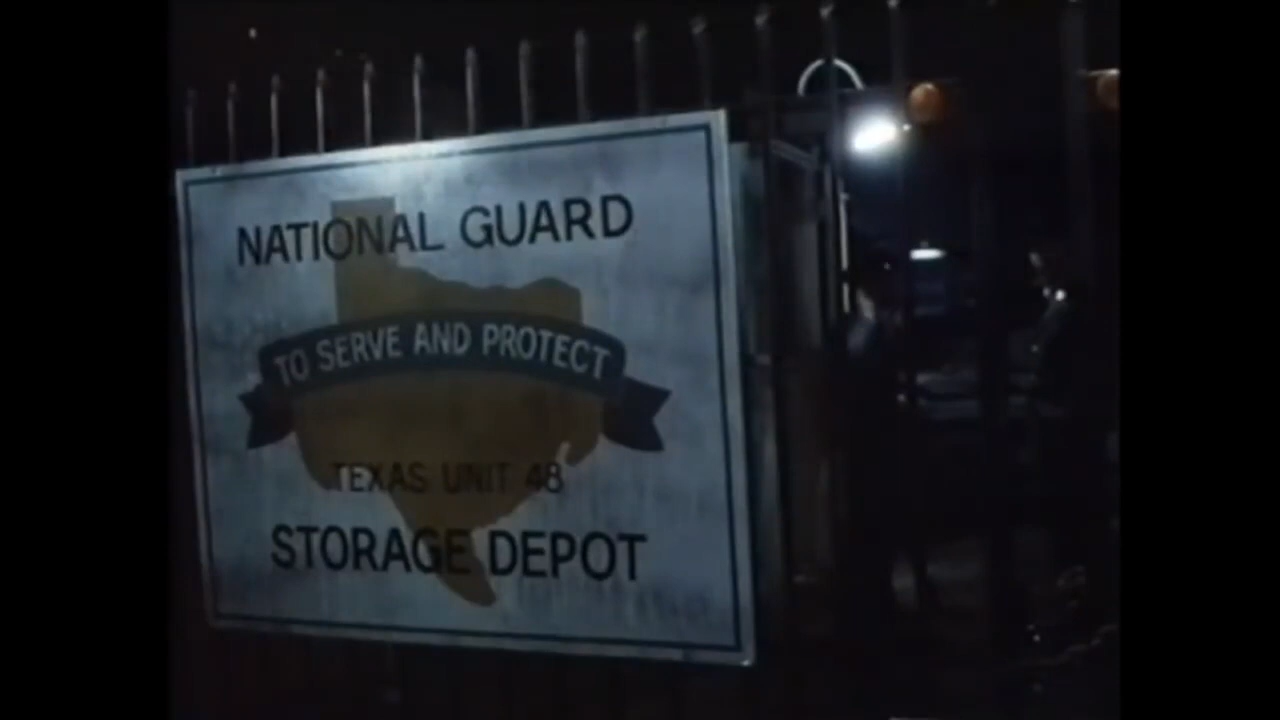 NATIONAL GUARD
TO SERVE AND PROTECT
TEXAS UNIT 48
STORAGE DEPOT